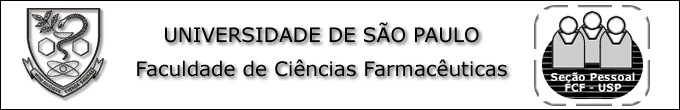 UNIVERSIDADE DE SÃO PAULO
Faculdade de Ciências Farmacêuticas
Seção Pessoal
FCF - USP